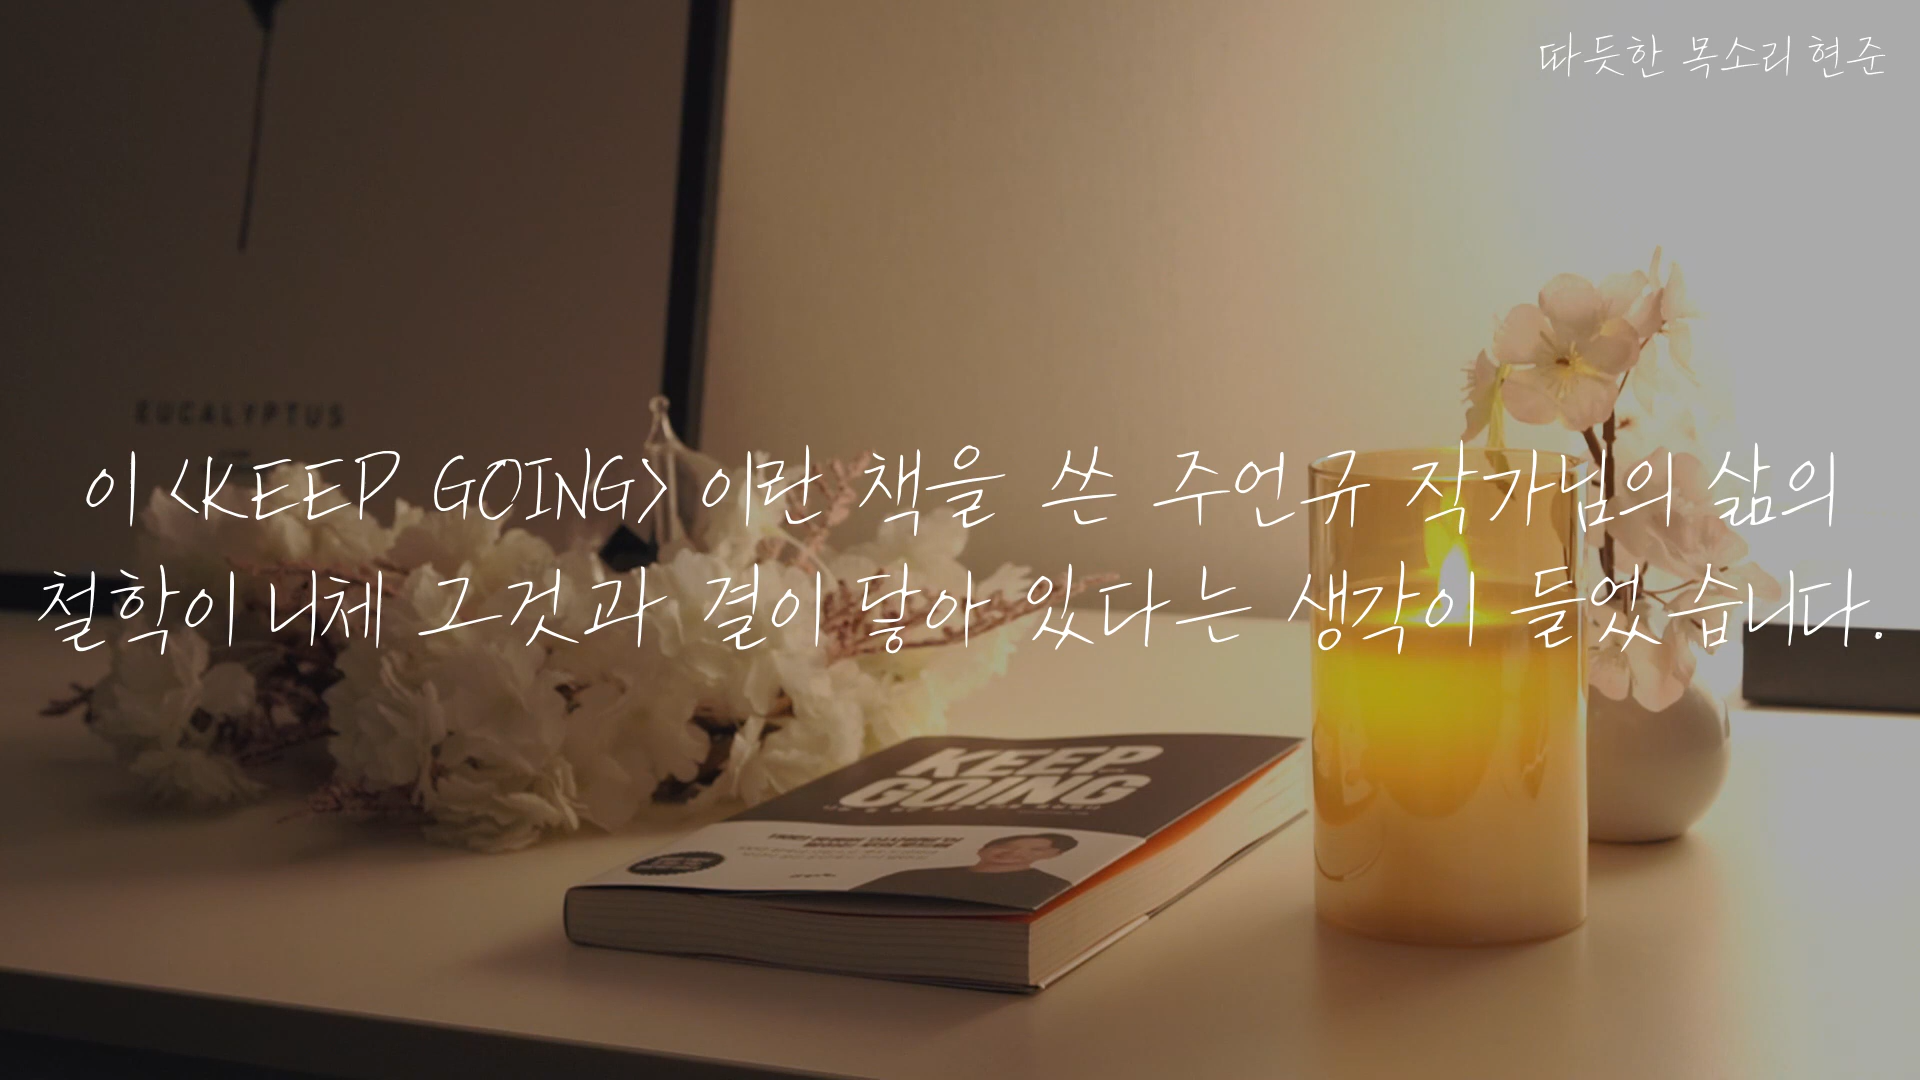 따듯한 목소리 현준
EUCALYPTUS
이 <KEEP GOING> 이란 책을 쓴 주언규 작가님의 삶의
철학이 니체 그것과 결이 닿아 있다는 생각이 들었습니다.
KEEP
GOING